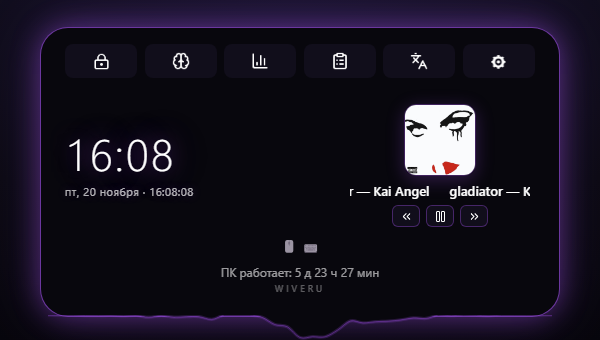 16:08
пт, 20 ноября · 16:08:08
r — Kai Angel gladiator — K
ПК работает: 5 д 23 ч 27 мин
WIVERU